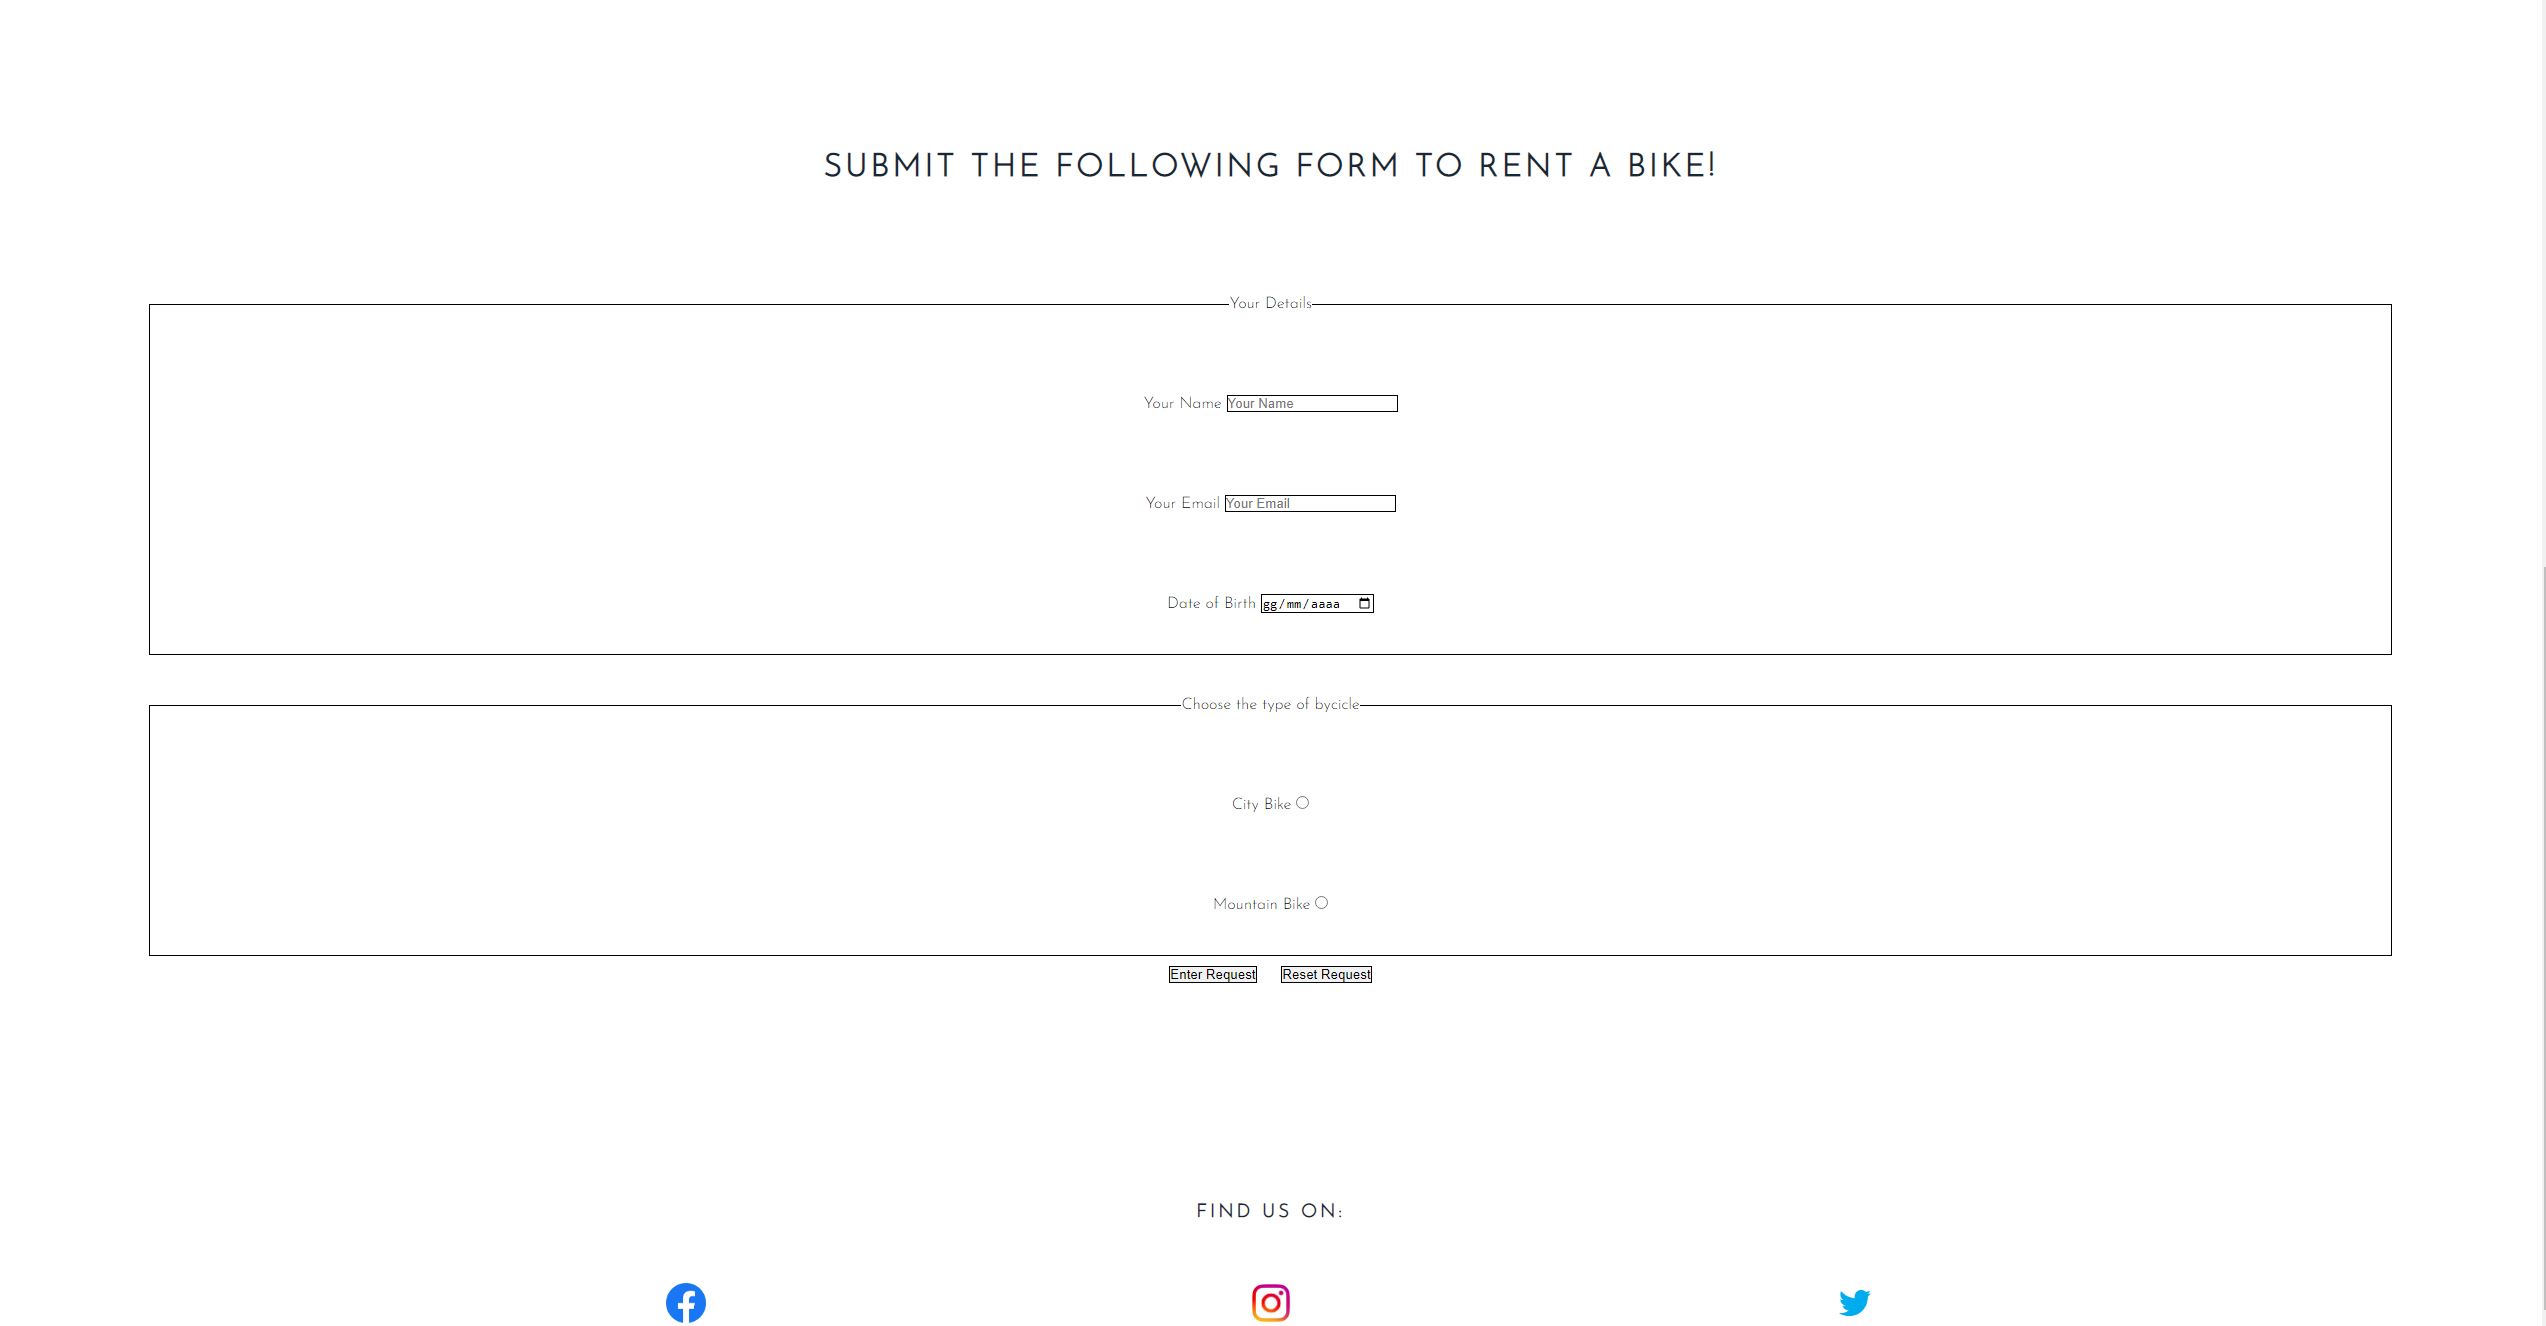 SUBMIT THE FOLLOWING FORM TO RENT A BIKE!
Your Details
Your Name Your Name
Your Email Your Email
Date of Birth gg/mm/aaaa
Choose the type of bycicle
City Bike
Mountain Bike
Enter Request Reset Request
FIND US ON: